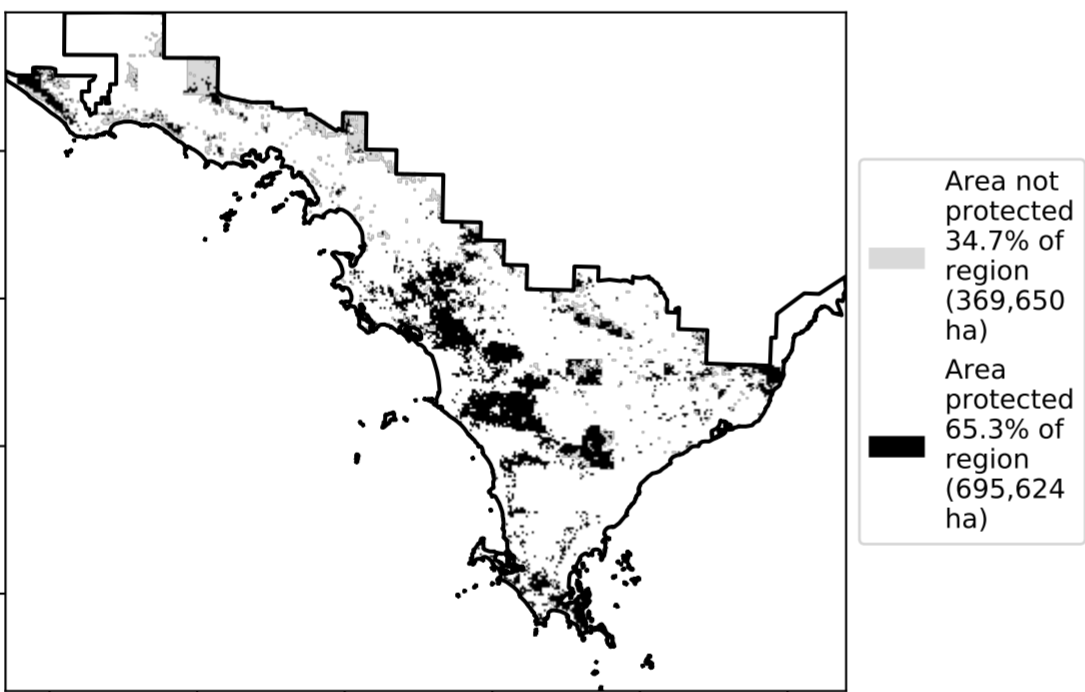 Area not
protected
34.7% of
region
(369,650
ha)
Area
protected
65.3% of
region
(695,624
ha)